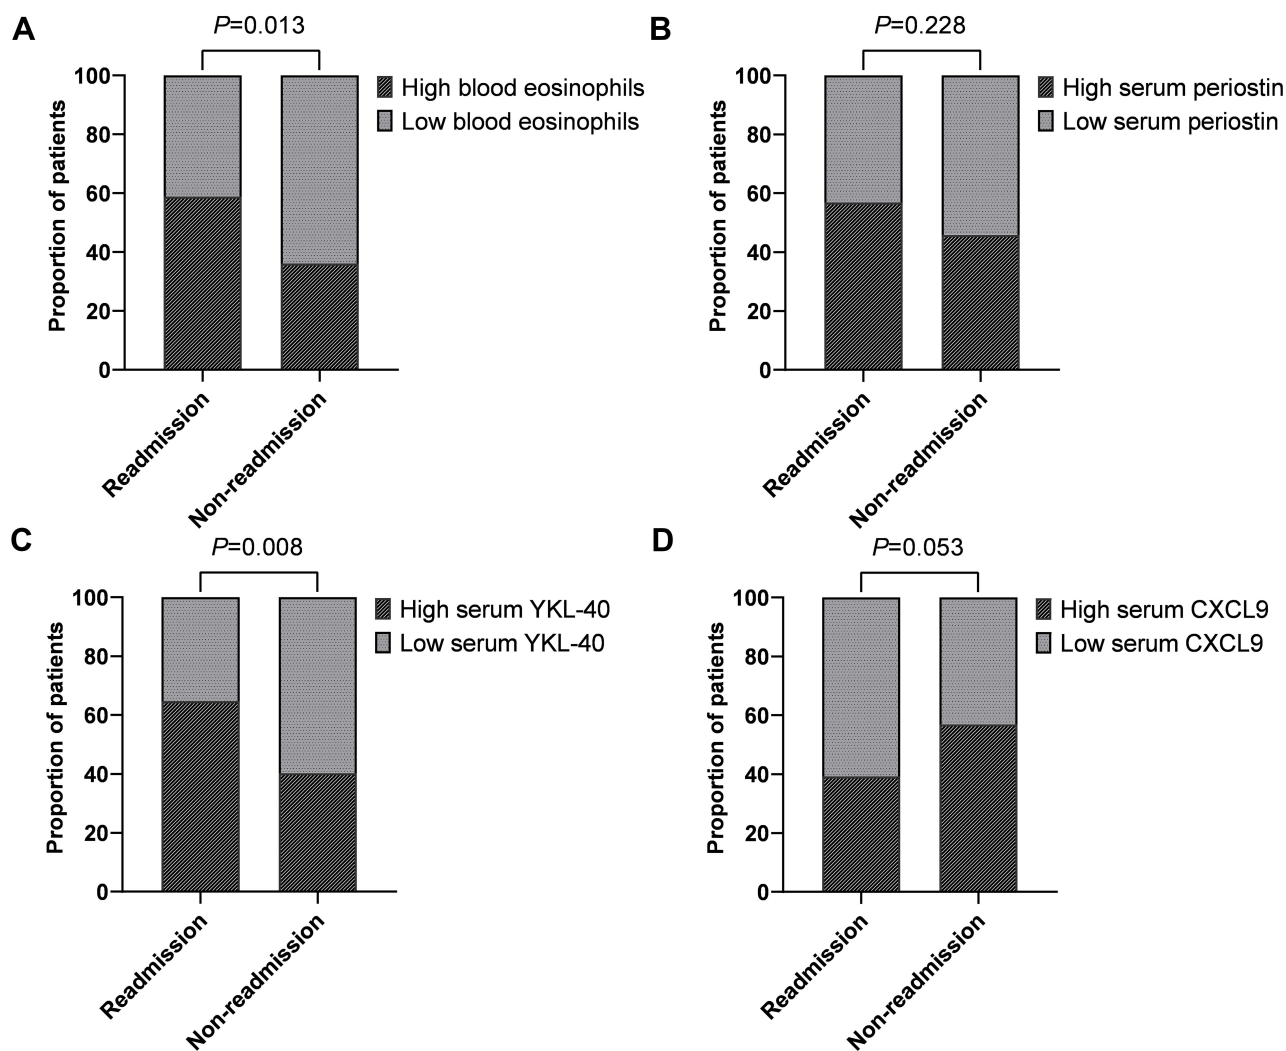 A
P=0.013
High blood eosinophils
Low blood eosinophils
Proportion of patients
100
80
60
40
20
0
Readmission
Non-readmission
B
P=0.228
High serum periostin
Low serum periostin
Proportion of patients
100
80
60
40
20
0
Readmission
Non-readmission
C
P=0.008
High serum YKL-40
Low serum YKL-40
Proportion of patients
100
80
60
40
20
0
Readmission
Non-readmission
D
P=0.053
High serum CXCL9
Low serum CXCL9
Proportion of patients
100
80
60
40
20
0
Readmission
Non-readmission